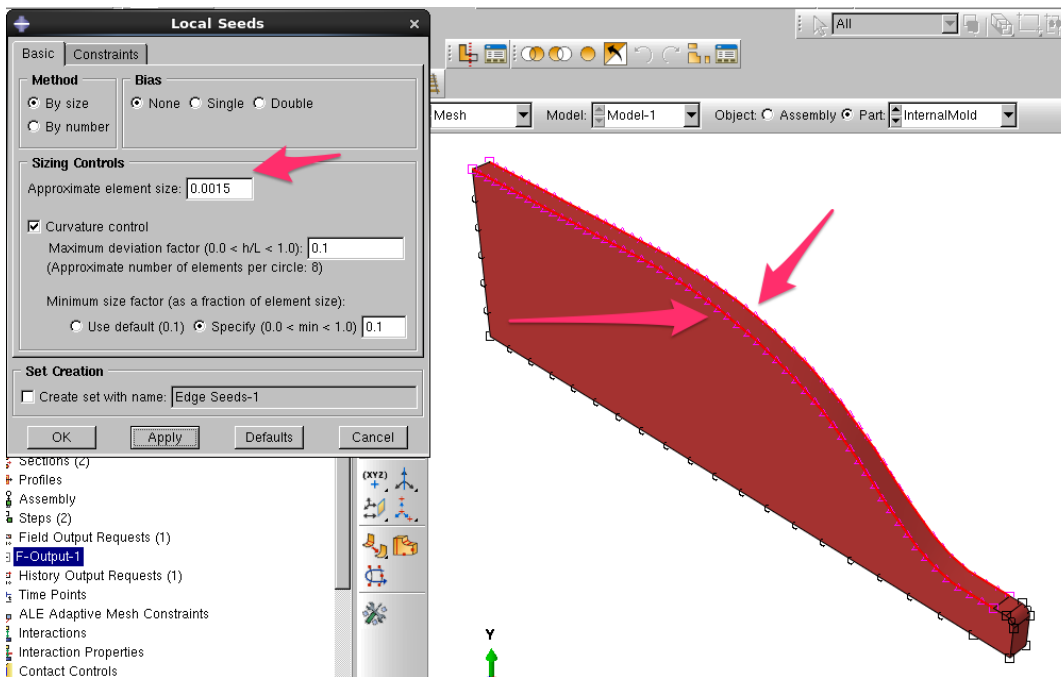 Local Seeds
All
Basic Constraints
Method
By size
By number
Bias
None Single Double
Mesh Model: Model-1 Object: Assembly Part: InternalMold
Sizing Controls
Approximate element size: 0.0015
Curvature control
Maximum deviation factor (0.0 < h/L < 1.0): 0.1
(Approximate number of elements per circle: 8)
Minimum size factor (as a fraction of element size):
Use default (0.1) Specify (0.0 < min < 1.0) 0.1
Set Creation
Create set with name: Edge Seeds-1
OK Apply Defaults Cancel
Sections (2)
Profiles
Assembly
Steps (2)
Field Output Requests (1)
F-Output-1
History Output Requests (1)
Time Points
ALE Adaptive Mesh Constraints
Interactions
Interaction Properties
Contact Controls
(XYZ)
Y